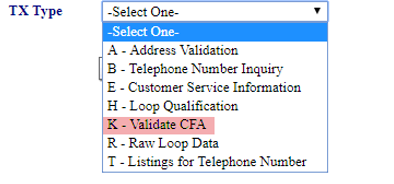 TX Type -Select One-
-Select One-
A - Address Validation
B - Telephone Number Inquiry
E - Customer Service Information
H - Loop Qualification
K - Validate CFA
R - Raw Loop Data
T - Listings for Telephone Number